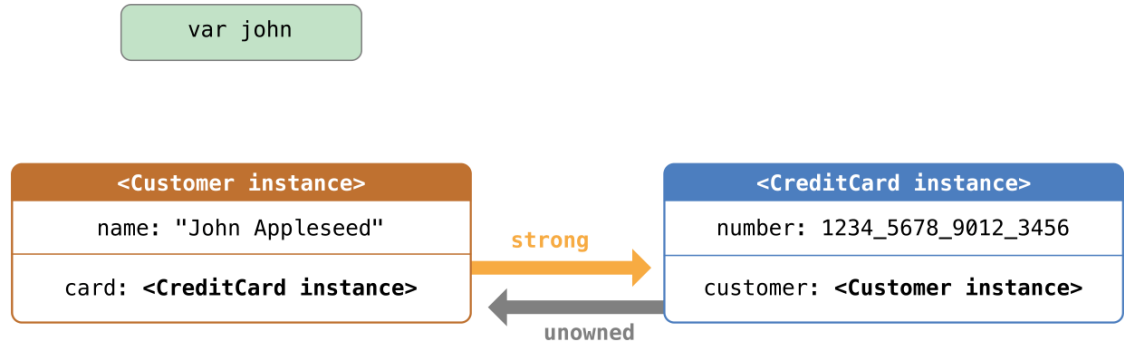 var john
<Customer instance>
name: "John Appleseed"
card: <CreditCard instance>
strong
unowned
<CreditCard instance>
number: 1234_5678_9012_3456
customer: <Customer instance>